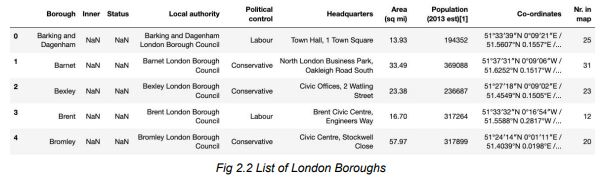 Borough Inner Status Local authority Political control Headquarters Area (sq mi) Population (2013 est)[1] Co-ordinates Nr. in map
0 Barking and Dagenham NaN NaN Barking and Dagenham London Borough Council Labour Town Hall, 1 Town Square 13.93 194352 51°33′39″N 0°09′21″E / 51.5607°N 0.1557°E /... 25
1 Barnet NaN NaN Barnet London Borough Council Conservative North London Business Park, Oakleigh Road South 33.49 369088 51°37′31″N 0°09′06″W / 51.6252°N 0.1517°W /... 31
2 Bexley NaN NaN Bexley London Borough Council Conservative Civic Offices, 2 Watling Street 23.38 236687 51°27′18″N 0°09′02″E / 51.4549°N 0.1505°E /... 23
3 Brent NaN NaN Brent London Borough Council Labour Brent Civic Centre, Engineers Way 16.70 317264 51°33′32″N 0°16′54″W / 51.5588°N 0.2817°W /... 12
4 Bromley NaN NaN Bromley London Borough Council Conservative Civic Centre, Stockwell Close 57.97 317899 51°24′14″N 0°01′11″E / 51.4039°N 0.0198°E /... 20
Fig 2.2 List of London Boroughs